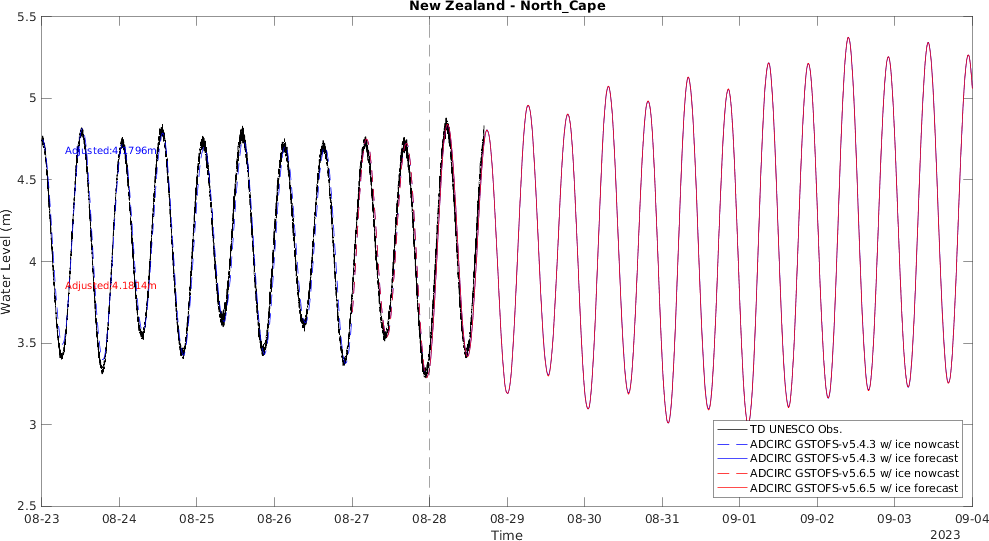 New Zealand - North_Cape
5.5
5
4.5
4
3.5
3
2.5
Water Level (m)
Adjusted:4.1796m
Adjusted:4.1814m
TD UNESCO Obs.
ADCIRC GSTOFS-v5.4.3 w/ ice nowcast
ADCIRC GSTOFS-v5.4.3 w/ ice forecast
ADCIRC GSTOFS-v5.6.5 w/ ice nowcast
ADCIRC GSTOFS-v5.6.5 w/ ice forecast
08-23 08-24 08-25 08-26 08-27 08-28 08-29 08-30 08-31 09-01 09-02 09-03 09-04
Time
2023